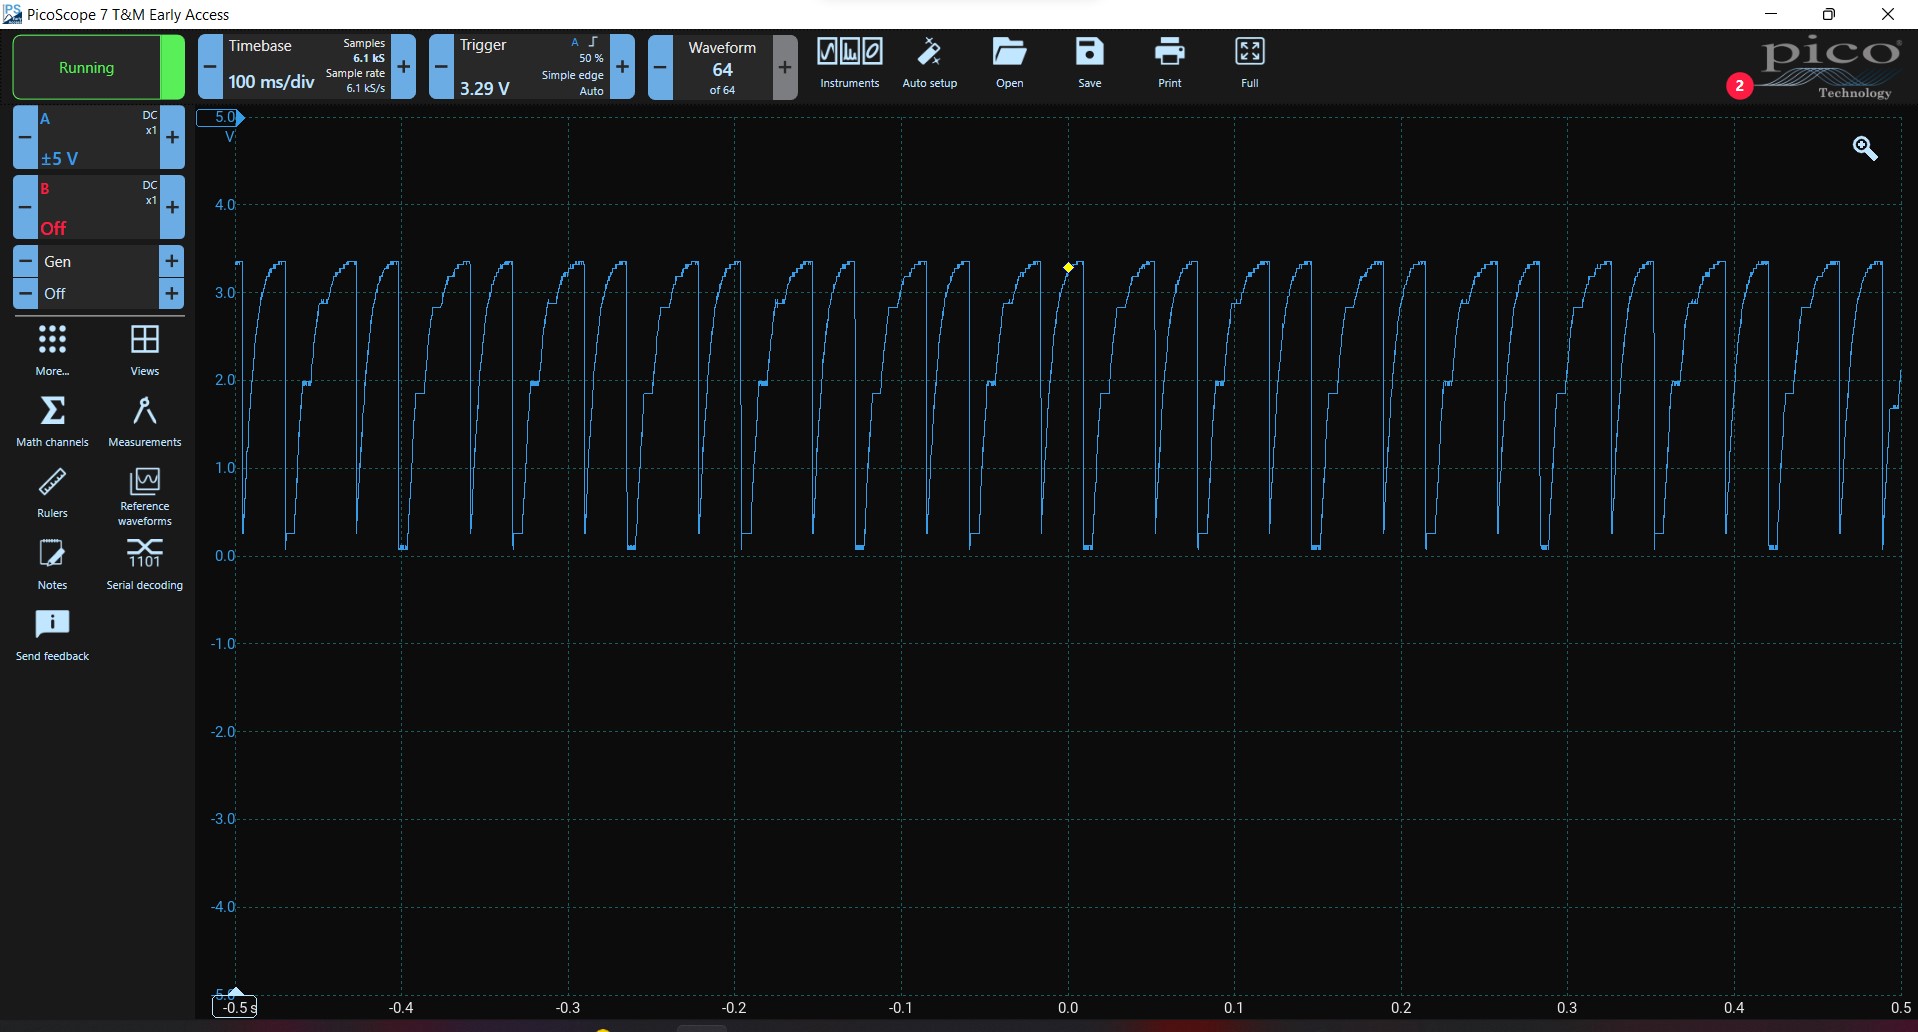 PicoScope 7 T&M Early Access
Running
Timebase
100 ms/div
Samples
6.1 kS
Sample rate
6.1 kS/s
Trigger
3.29 V
A
50 %
Simple edge
Auto
Waveform
64
of 64
Instruments
Auto setup
Open
Save
Print
Full
2
pico
Technology
A
DC
x1
±5 V
B
DC
x1
Off
Gen
Off
More...
Views
Math channels
Measurements
Rulers
Reference
waveforms
Notes
1101
Serial decoding
Send feedback
5.0
V
4.0
3.0
2.0
1.0
0.0
-1.0
-2.0
-3.0
-4.0
-5.0
-0.5 s
-0.4
-0.3
-0.2
-0.1
0.0
0.1
0.2
0.3
0.4
0.5